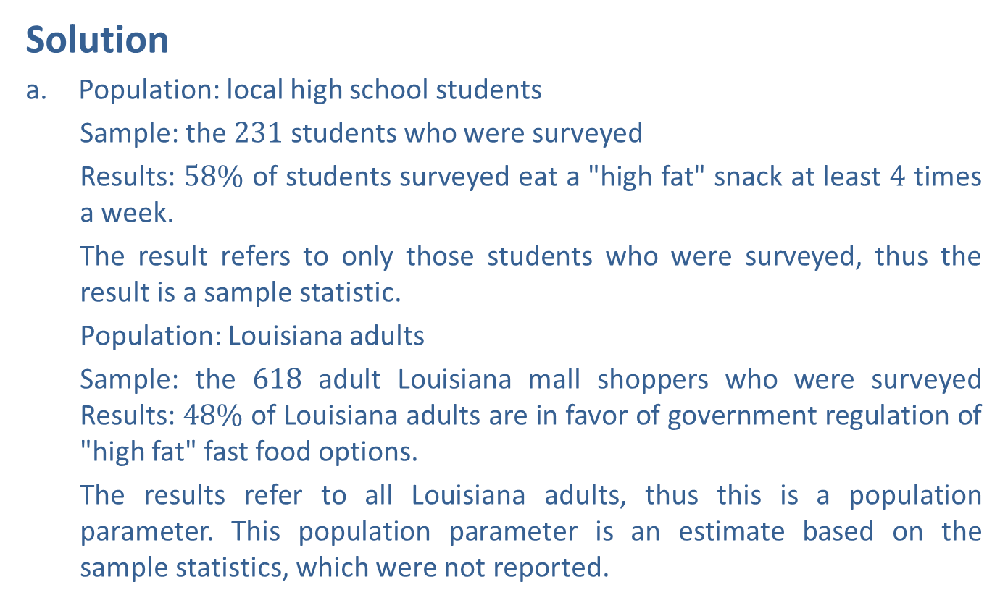 Solution
a. Population: local high school students
Sample: the 231 students who were surveyed
Results: 58% of students surveyed eat a "high fat" snack at least 4 times
a week.
The result refers to only those students who were surveyed, thus the
result is a sample statistic.
Population: Louisiana adults
Sample: the 618 adult Louisiana mall shoppers who were surveyed
Results: 48% of Louisiana adults are in favor of government regulation of
"high fat" fast food options.
The results refer to all Louisiana adults, thus this is a population
parameter. This population parameter is an estimate based on the
sample statistics, which were not reported.